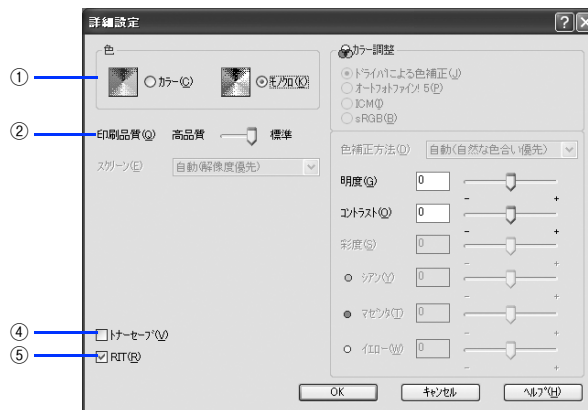 詳細設定
色
① カラー(C) モノクロ(K)
② 印刷品質(Q) 高品質 標準
スクリーン(E) 自動(解像度優先)
④ トナーセーブ(V)
⑤ RIT(R)
カラー調整
ドライバによる色補正(J)
オートフォトファイン! 5(P)
ICM(I)
sRGB(B)
色補正方法(D) 自動(自然な色合い優先)
明度(G) 0
- +
コントラスト(O) 0
- +
彩度(S) 0
- +
シアン(Y) 0
- +
マゼンタ(T) 0
- +
イエロー(W) 0
- +
OK キャンセル ヘルプ(H)